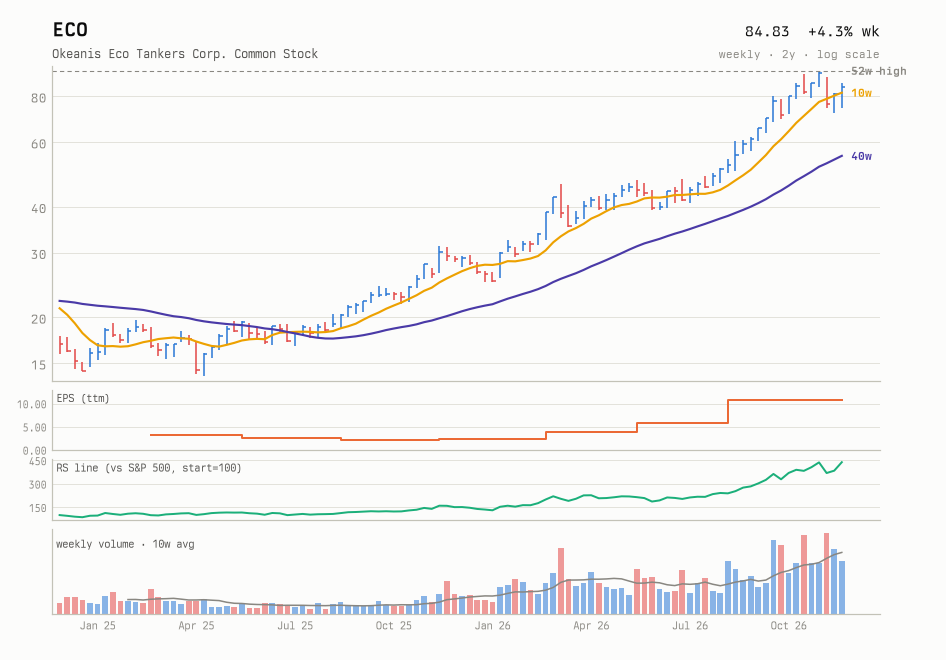 ECO
84.83 +4.3% wk
Okeanis Eco Tankers Corp. Common Stock
weekly · 2y · log scale
52w high
80
10w
60
40w
40
30
20
15
EPS (ttm)
10.00
5.00
0.00
450
RS line (vs S&P 500, start=100)
300
150
weekly volume · 10w avg
Jan 25 Apr 25 Jul 25 Oct 25 Jan 26 Apr 26 Jul 26 Oct 26